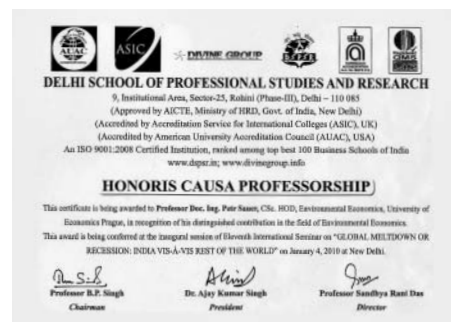 AUAC
ASIC
DIVINE GROUP
DELHI SCHOOL OF PROFESSIONAL STUDIES AND RESEARCH
9, Institutional Area, Sector-25, Rohini (Phase-III), Delhi – 110 085
(Approved by AICTE, Ministry of HRD, Govt. of India, New Delhi)
(Accredited by Accreditation Service for International Colleges (ASIC), UK)
(Accredited by American University Accreditation Council (AUAC), USA)
An ISO 9001:2008 Certified Institution, ranked among top best 100 Business Schools of India
www.dspsr.in; www.divinegroup.info
HONORIS CAUSA PROFESSORSHIP
This certificate is being awarded to Professor Doc. Ing. Petr Sauer, CSc. HOD, Environmental Economics, University of
Economics Prague, in recognition of his distinguished contribution in the field of Environmental Economics.
This award is being conferred at the inaugural session of Eleventh International Seminar on "GLOBAL MELTDOWN OR
RECESSION: INDIA VIS-À-VIS REST OF THE WORLD" on January 4, 2010 at New Delhi.
Professor B.P. Singh
Chairman
Dr. Ajay Kumar Singh
President
Professor Sandhya Rani Das
Director